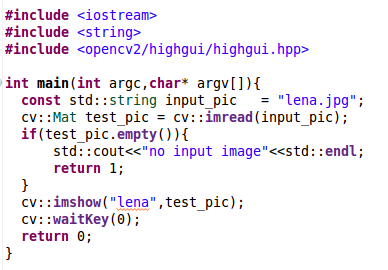 #include <iostream>
#include <string>
#include <opencv2/highgui/highgui.hpp>
int main(int argc,char* argv[]){
const std::string input_pic = "lena.jpg";
cv::Mat test_pic = cv::imread(input_pic);
if(test_pic.empty()){
std::cout<<"no input image"<<std::endl;
return 1;
}
cv::imshow("lena",test_pic);
cv::waitKey(0);
return 0;
}